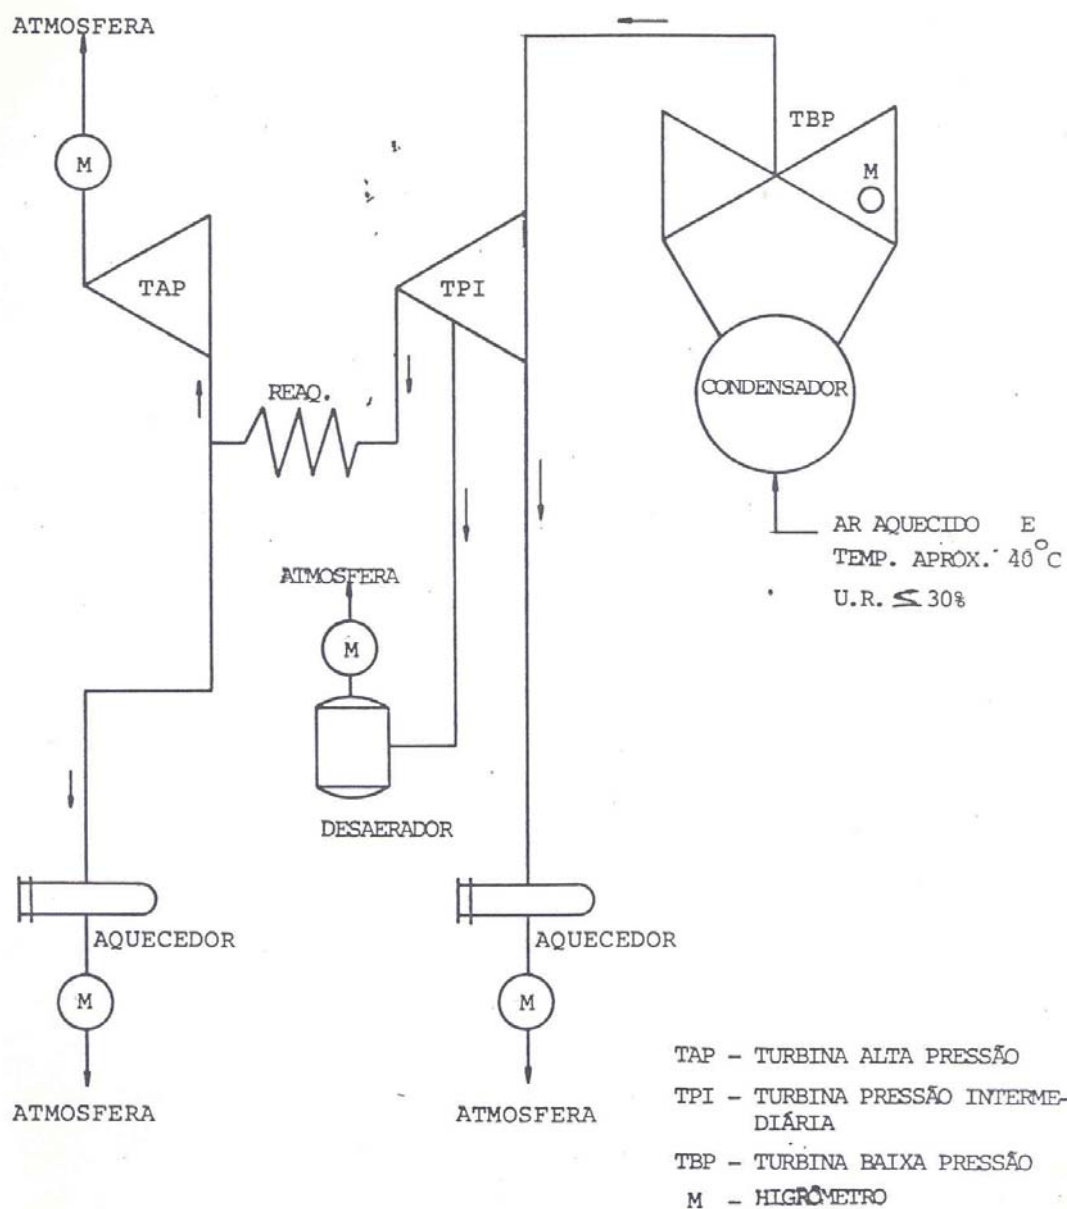 ATMOSFERA
TBP
M
M
TAP
TPI
REAQ.
CONDENSADOR
AR AQUECIDO E
TEMP. APROX. 40°C
U.R. ≤ 30%
ATMOSFERA
M
DESAERADOR
AQUECEDOR
AQUECEDOR
M
M
ATMOSFERA
ATMOSFERA
TAP - TURBINA ALTA PRESSÃO
TPI - TURBINA PRESSÃO INTERME-
DIÁRIA
TBP - TURBINA BAIXA PRESSÃO
M - HIGRÔMETRO